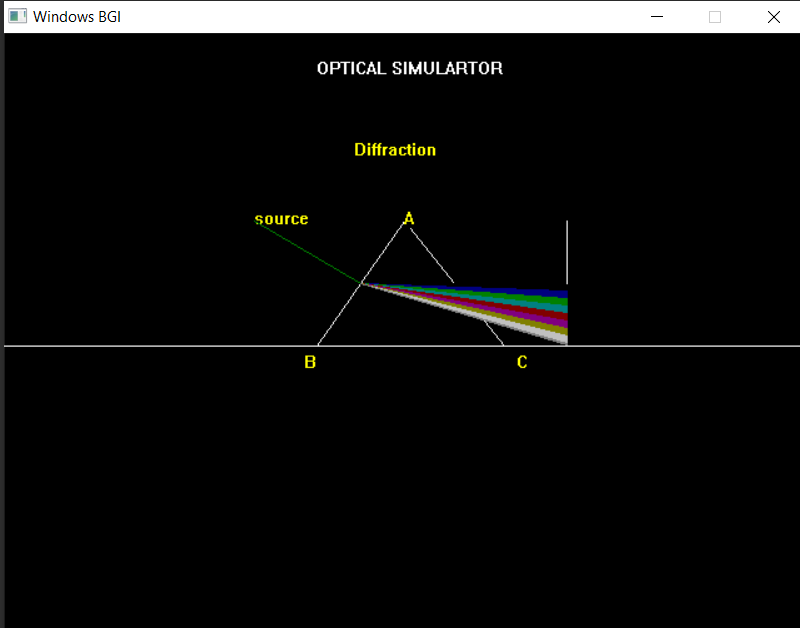 Windows BGI
OPTICAL SIMULARTOR
Diffraction
source
A
B
C